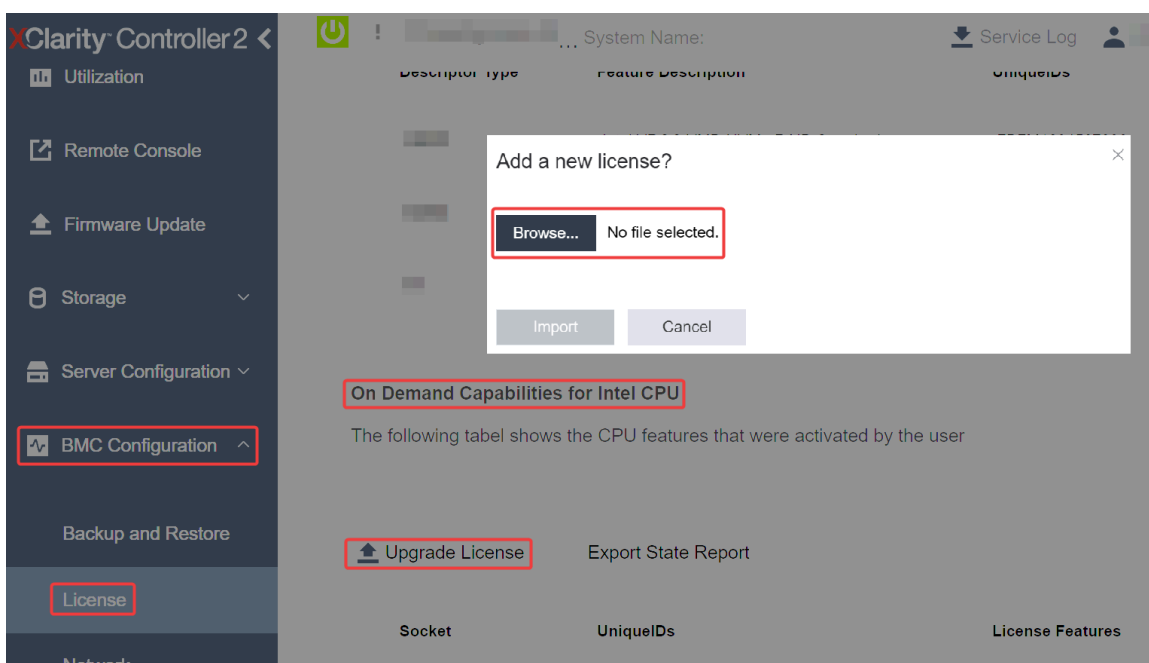 XClarity Controller 2
... System Name:
Service Log
Utilization
Descriptor Type
Feature Description
UniqueIDs
Remote Console
Add a new license?
Firmware Update
Browse... No file selected.
Storage
Import
Cancel
Server Configuration
On Demand Capabilities for Intel CPU
BMC Configuration
The following tabel shows the CPU features that were activated by the user
Backup and Restore
Upgrade License
Export State Report
License
Socket
UniqueIDs
License Features
Network